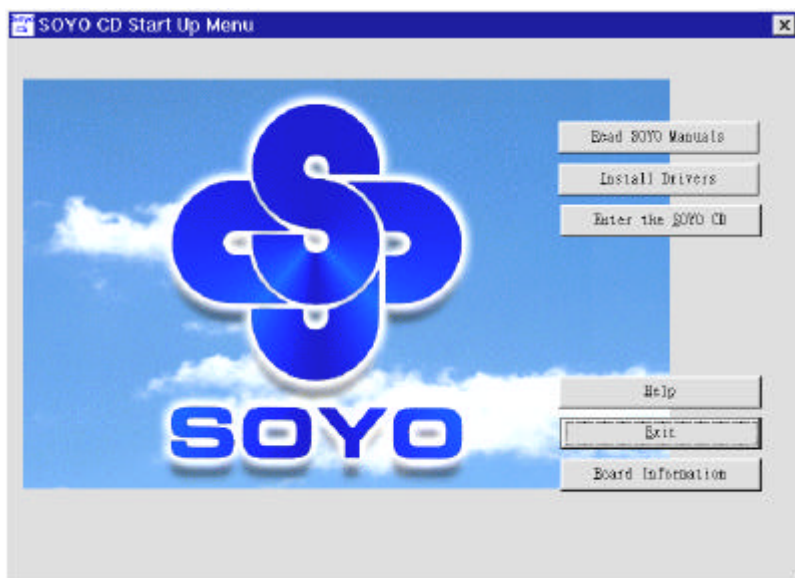 SOYO CD Start Up Menu
Read SOYO Manuals
Install Drivers
Enter the SOYO CD
Help
Exit
Board Information
SOYO